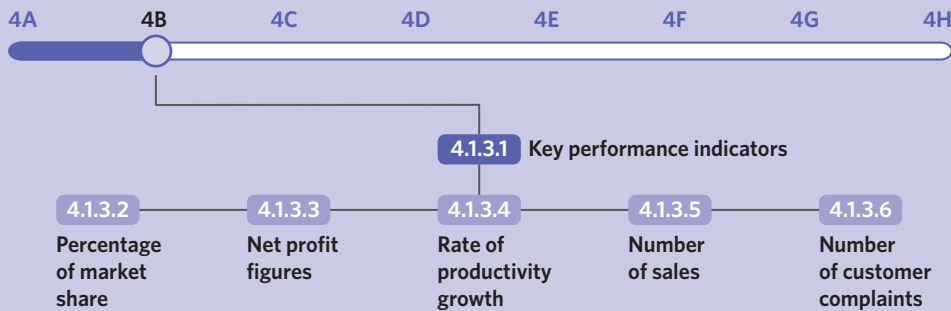 4A 4B 4C 4D 4E 4F 4G 4H
4.1.3.1 Key performance indicators
4.1.3.2 4.1.3.3 4.1.3.4 4.1.3.5 4.1.3.6
Percentage
of market
share
Net profit
figures
Rate of
productivity
growth
Number
of sales
Number
of customer
complaints